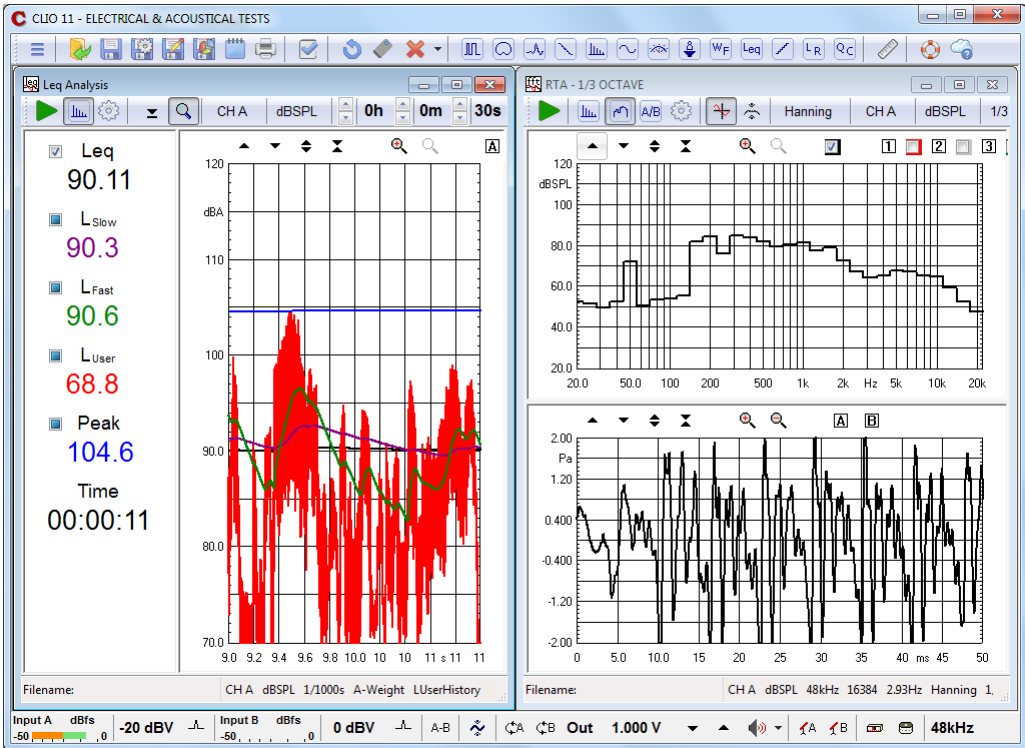 CLIO 11 - ELECTRICAL & ACOUSTICAL TESTS
WF Leq LR QC
Leq Analysis
CH A dBSPL 0h 0m 30s
Leq
90.11
LSlow
90.3
LFast
90.6
LUser
68.8
Peak
104.6
Time
00:00:11
A
120
dBA
110
100
90.0
80.0
70.0
9.0 9.2 9.4 9.6 9.8 10.0 10 10 11 s 11 11
Filename:
CH A dBSPL 1/1000s A-Weight LUserHistory
RTA - 1/3 OCTAVE
A/B Hanning CH A dBSPL 1/3
1 2 3
120
dBSPL
100
80.0
60.0
40.0
20.0
20.0 50.0 100 200 500 1k 2k Hz 5k 10k 20k
A B
2.00
Pa
1.20
0.400
-0.400
-1.20
-2.00
0 5.0 10.0 15 20 25 30 35 40 ms 45 50
Filename:
CH A dBSPL 48kHz 16384 2.93Hz Hanning 1,
Input A dBfs
-50 0
-20 dBV
Input B dBfs
-50 0
0 dBV
A-B
A B Out 1.000 V
A B
48kHz